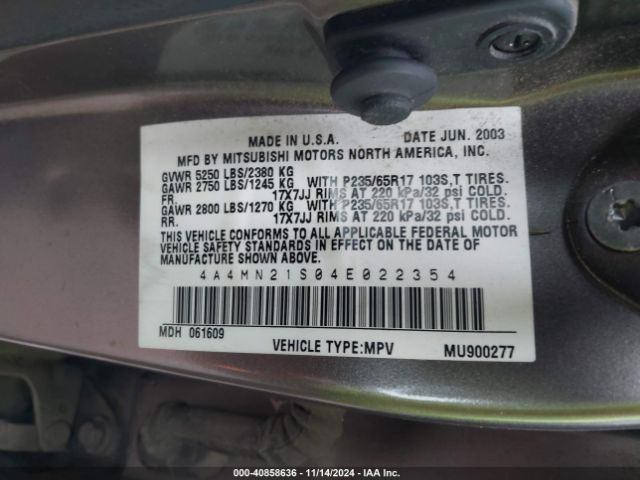 MADE IN U.S.A. DATE JUN. 2003
MFD BY MITSUBISHI MOTORS NORTH AMERICA, INC.
GVWR 5250 LBS/2380 KG
GAWR 2750 LBS/1245 KG WITH P235/65R17 103S,T TIRES.
FR. 17X7JJ RIMS AT 220 kPa/32 psi COLD.
GAWR 2800 LBS/1270 KG WITH P235/65R17 103S,T TIRES.
RR. 17X7JJ RIMS AT 220 kPa/32 psi COLD.
THIS VEHICLE CONFORMS TO ALL APPLICABLE FEDERAL MOTOR
VEHICLE SAFETY STANDARDS IN EFFECT ON THE DATE OF
MANUFACTURE SHOWN ABOVE.
4A4MN21S04E022354
MDH 061609
VEHICLE TYPE:MPV MU900277
000-40858636 - 11/14/2024 - IAA Inc.